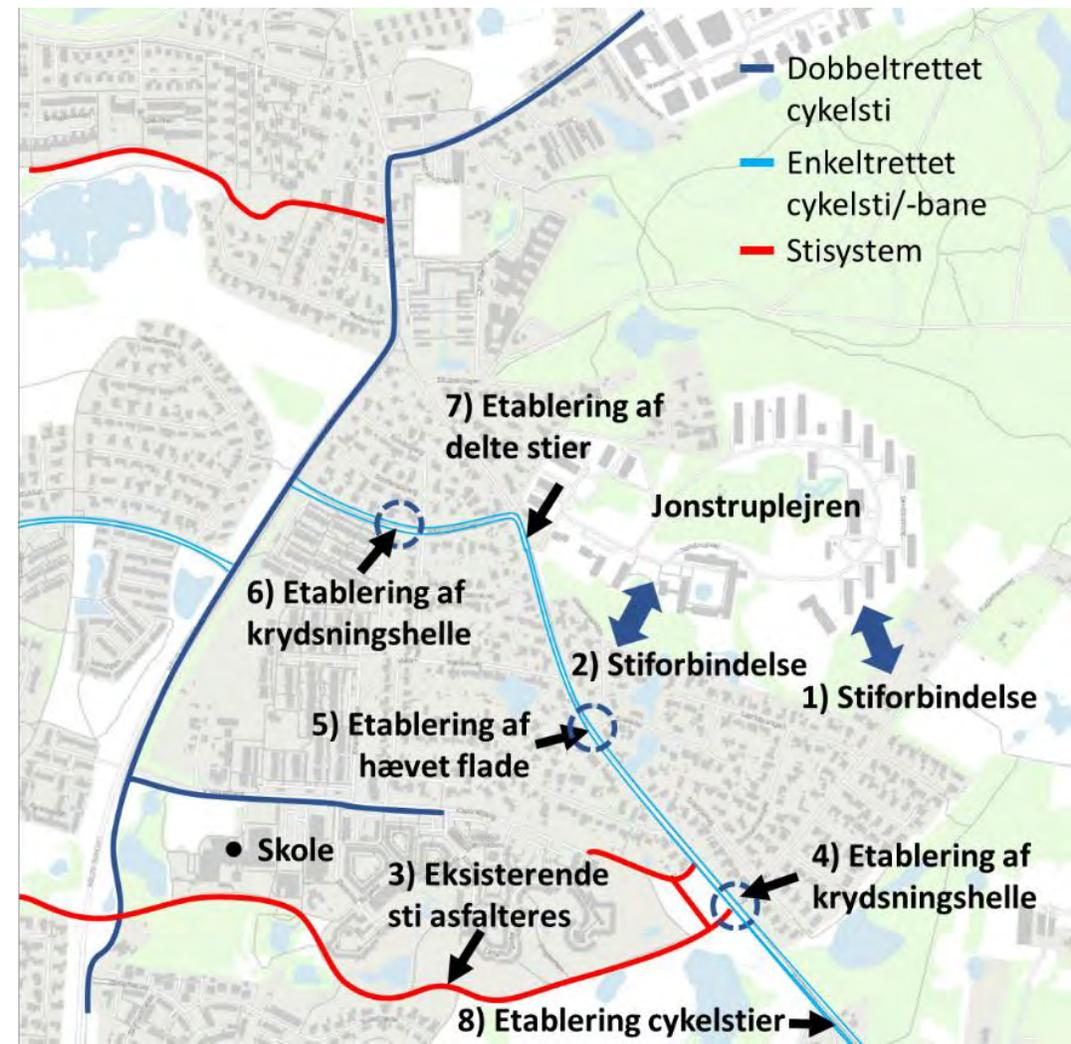 Dobbeltrettet
cykelsti
Enkeltrettet
cykelsti/-bane
Stisystem
7) Etablering af
delte stier
Jonstruplejren
6) Etablering af
krydsningshelle
2) Stiforbindelse
1) Stiforbindelse
5) Etablering af
hævet flade
Skole
3) Eksisterende
sti asfalteres
4) Etablering af
krydsningshelle
8) Etablering cykelstier